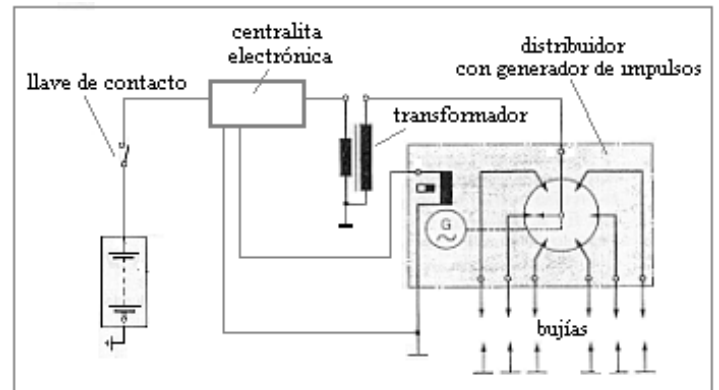 centralita
electrónica
distribuidor
con generador de impulsos
llave de contacto
transformador
G
bujías